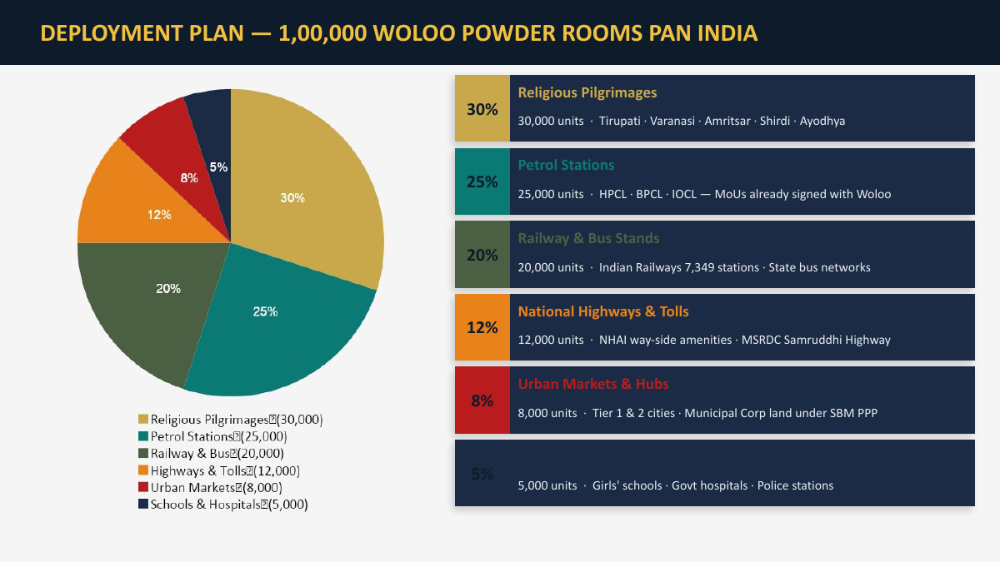 DEPLOYMENT PLAN — 1,00,000 WOLOO POWDER ROOMS PAN INDIA
5%
8%
30%
12%
20%
25%
Religious Pilgrimages (30,000)
Petrol Stations (25,000)
Railway & Bus (20,000)
Highways & Tolls (12,000)
Urban Markets (8,000)
Schools & Hospitals (5,000)
30%
Religious Pilgrimages
30,000 units · Tirupati · Varanasi · Amritsar · Shirdi · Ayodhya
25%
Petrol Stations
25,000 units · HPCL · BPCL · IOCL — MoUs already signed with Woloo
20%
Railway & Bus Stands
20,000 units · Indian Railways 7,349 stations · State bus networks
12%
National Highways & Tolls
12,000 units · NHAI way-side amenities · MSRDC Samruddhi Highway
8%
Urban Markets & Hubs
8,000 units · Tier 1 & 2 cities · Municipal Corp land under SBM PPP
5%
5,000 units · Girls' schools · Govt hospitals · Police stations